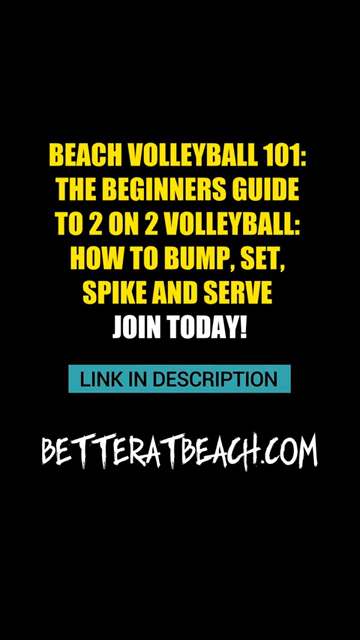 BEACH VOLLEYBALL 101:
THE BEGINNERS GUIDE
TO 2 ON 2 VOLLEYBALL:
HOW TO BUMP, SET,
SPIKE AND SERVE
JOIN TODAY!
LINK IN DESCRIPTION
BETTERATBEACH.COM